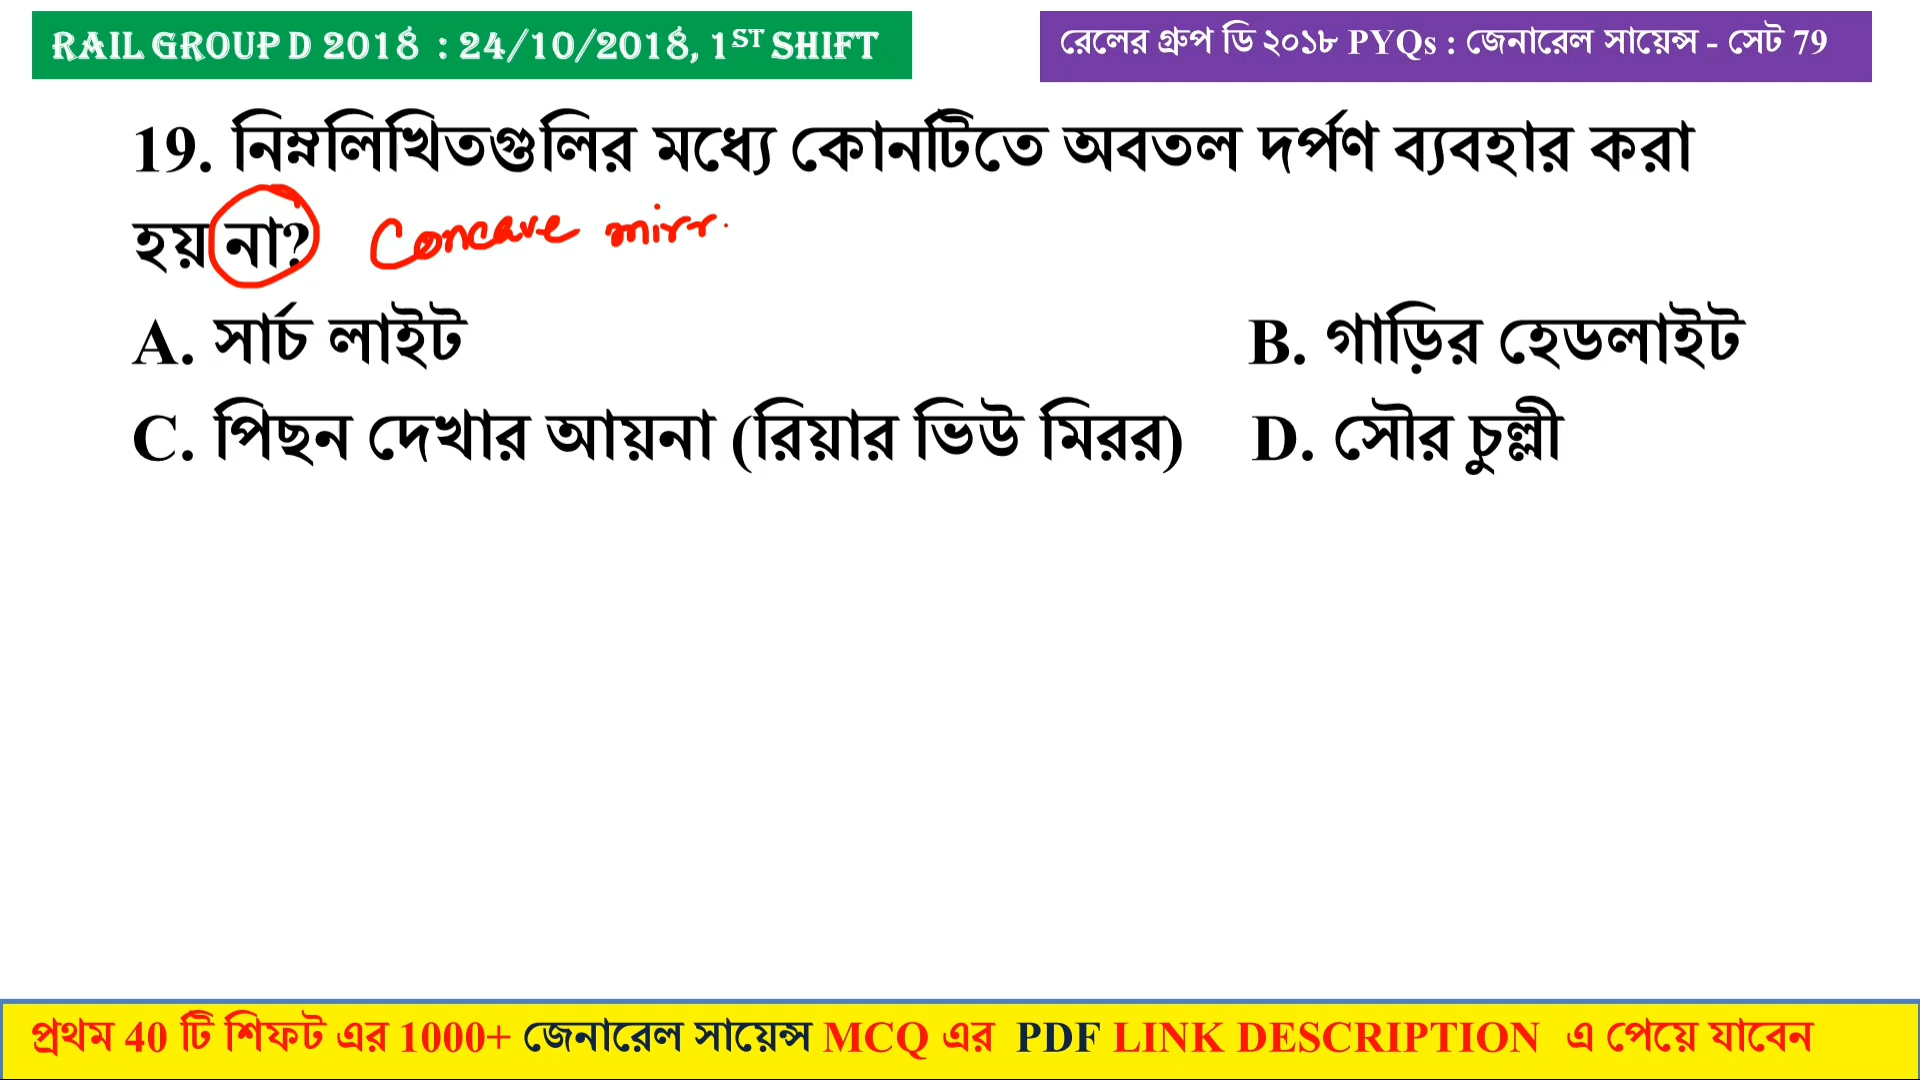 RAIL GROUP D 2018 : 24/10/2018, 1ST SHIFT
রেলের গ্রুপ ডি ২০১৮ PYQs : জেনারেল সায়েন্স - সেট 79
19. নিম্নলিখিতগুলির মধ্যে কোনটিতে অবতল দর্পণ ব্যবহার করা
হয় না? Concave mirr
A. সার্চ লাইট B. গাড়ির হেডলাইট
C. পিছন দেখার আয়না (রিয়ার ভিউ মিরর) D. সৌর চুল্লী
প্রথম 40 টি শিফট এর 1000+ জেনারেল সায়েন্স MCQ এর PDF LINK DESCRIPTION এ পেয়ে যাবেন